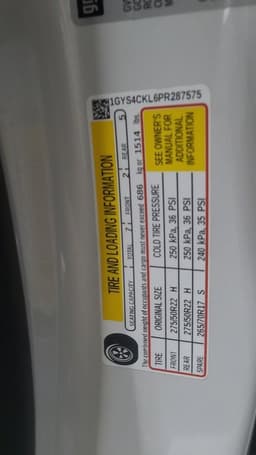 1GYS4CKL6PR287575
TIRE AND LOADING INFORMATION
SEATING CAPACITY TOTAL 7 FRONT 2 REAR 5
The combined weight of occupants and cargo must never exceed 686 kg or 1514 lbs.
TIRE ORIGINAL SIZE COLD TIRE PRESSURE
FRONT 275/50R22 H 250 kPa, 36 PSI
REAR 275/50R22 H 250 kPa, 36 PSI
SPARE 265/70R17 S 240 kPa, 35 PSI
SEE OWNER'S
MANUAL FOR
ADDITIONAL
INFORMATION